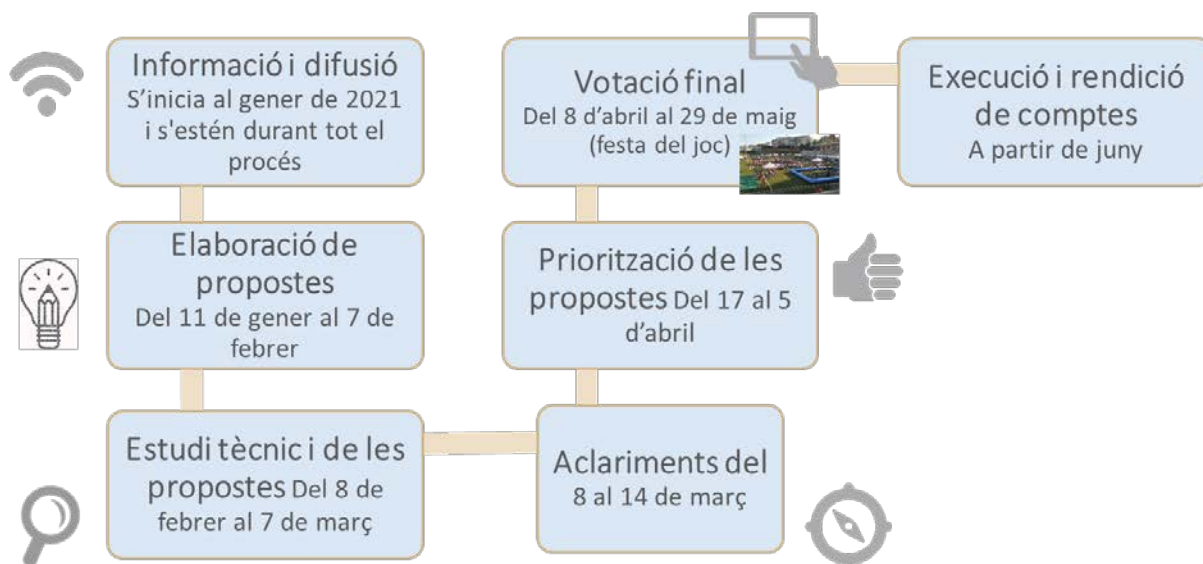 Informació i difusió
S'inicia al gener de 2021
i s'estén durant tot el
procés
Elaboració de
propostes
Del 11 de gener al 7 de
febrer
Estudi tècnic i de les
propostes Del 8 de
febrer al 7 de març
Aclariments del
8 al 14 de març
Priorització de les
propostes Del 17 al 5
d'abril
Votació final
Del 8 d'abril al 29 de maig
(festa del joc)
Execució i rendició
de comptes
A partir de juny